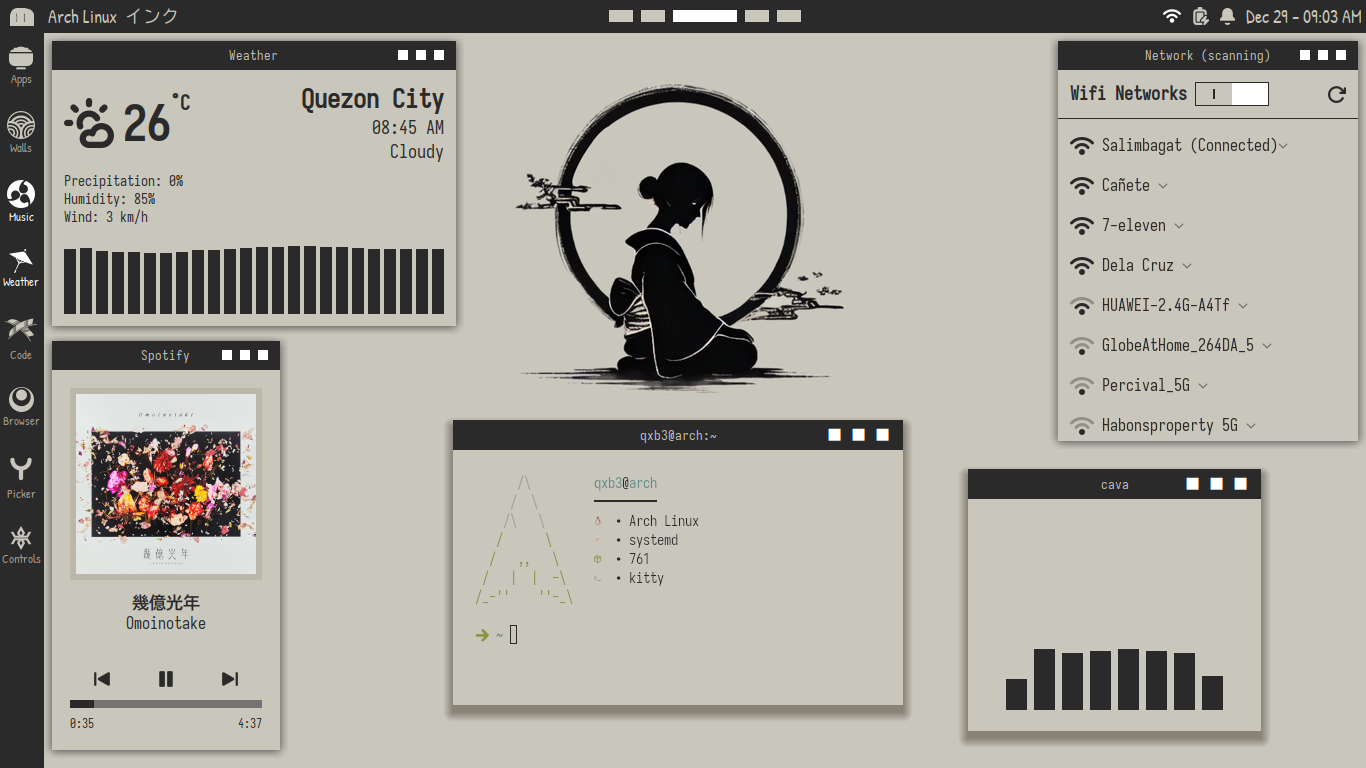 Arch Linux インク
Dec 29 - 09:03 AM
Apps
Walls
Music
Weather
Code
Browser
Picker
Controls
Weather
26°C
Quezon City
08:45 AM
Cloudy
Precipitation: 0%
Humidity: 85%
Wind: 3 km/h
Spotify
Omoinotake
幾億光年
幾億光年
Omoinotake
0:35 4:37
qxb3@arch:~
qxb3@arch
• Arch Linux
• systemd
• 761
• kitty
~
Network (scanning)
Wifi Networks
Salimbagat (Connected)
Cañete
7-eleven
Dela Cruz
HUAWEI-2.4G-A4Tf
GlobeAtHome_264DA_5
Percival_5G
Habonsproperty 5G
cava